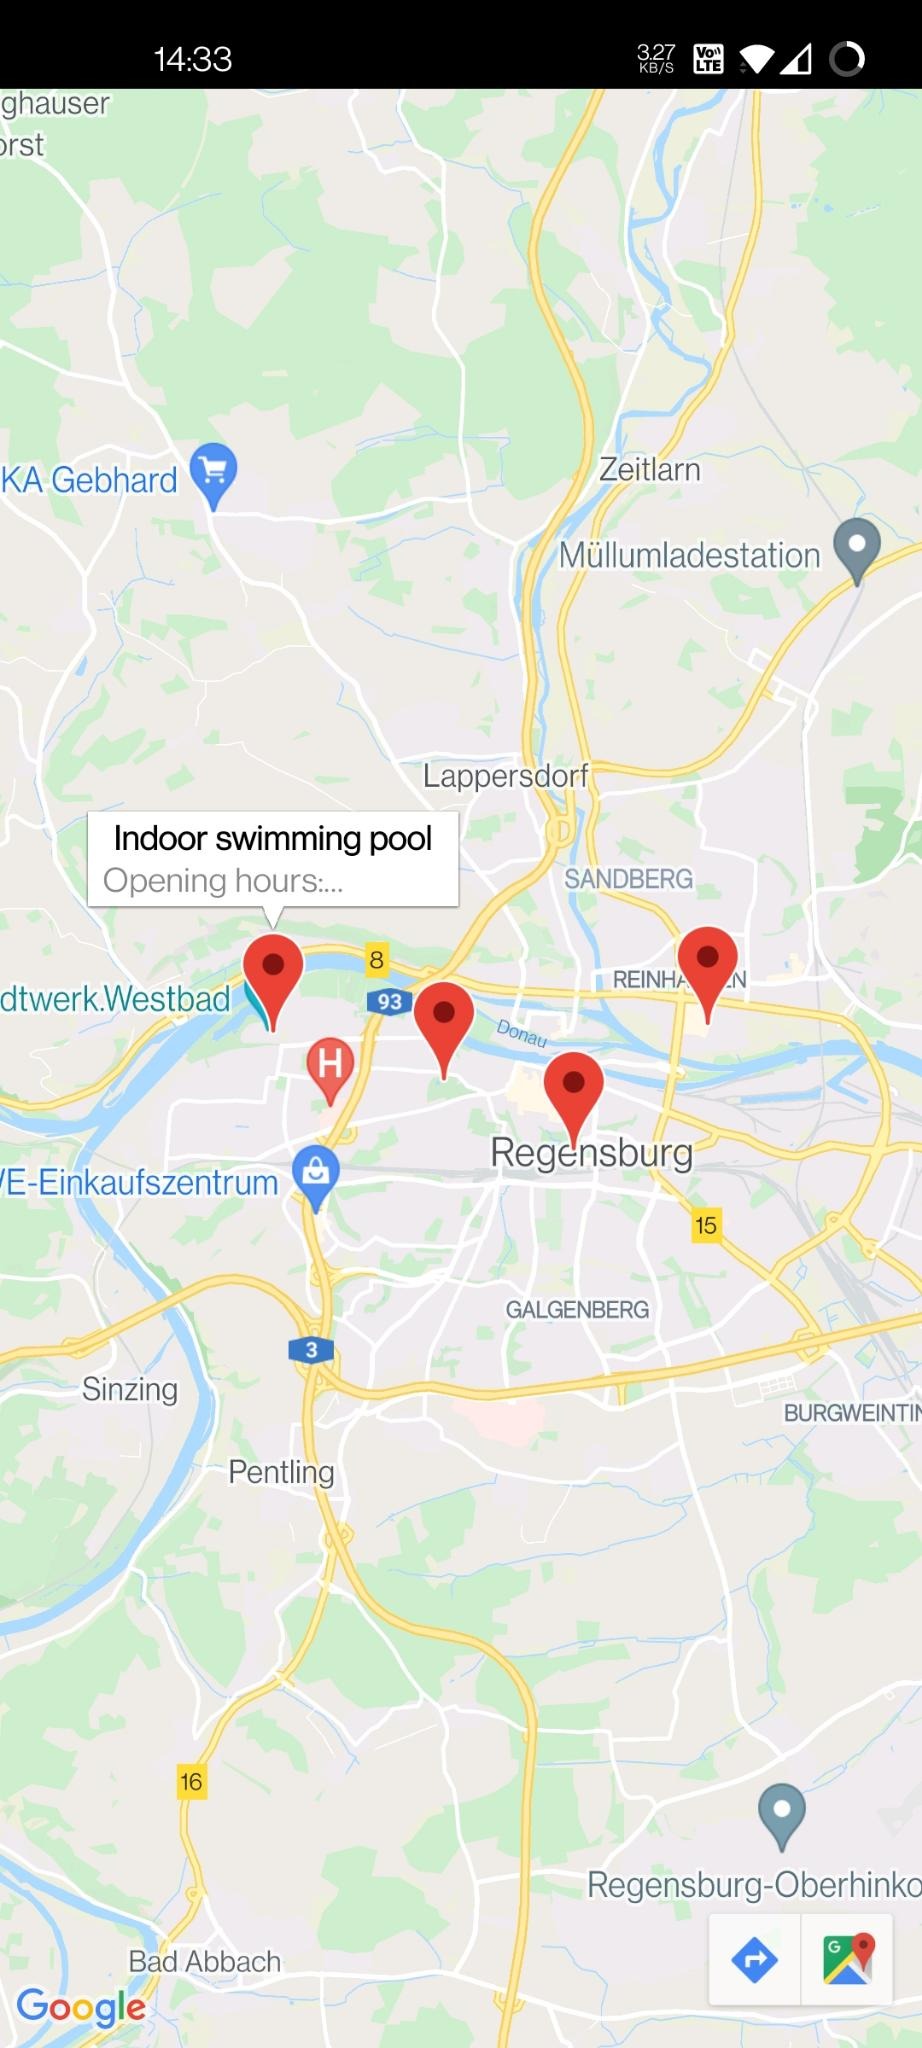 14:33
3.27
KB/S
Vo))
LTE
ghauser
orst
Zeitlarn
KA Gebhard
Müllumladestation
Lappersdorf
Indoor swimming pool
Opening hours:...
SANDBERG
8
REINHA EN
dtwerk.Westbad
93
Donau
H
Regensburg
/E-Einkaufszentrum
15
GALGENBERG
3
Sinzing
BURGWEINTIN
Pentling
16
Regensburg-Oberhinko
G
Bad Abbach
Google